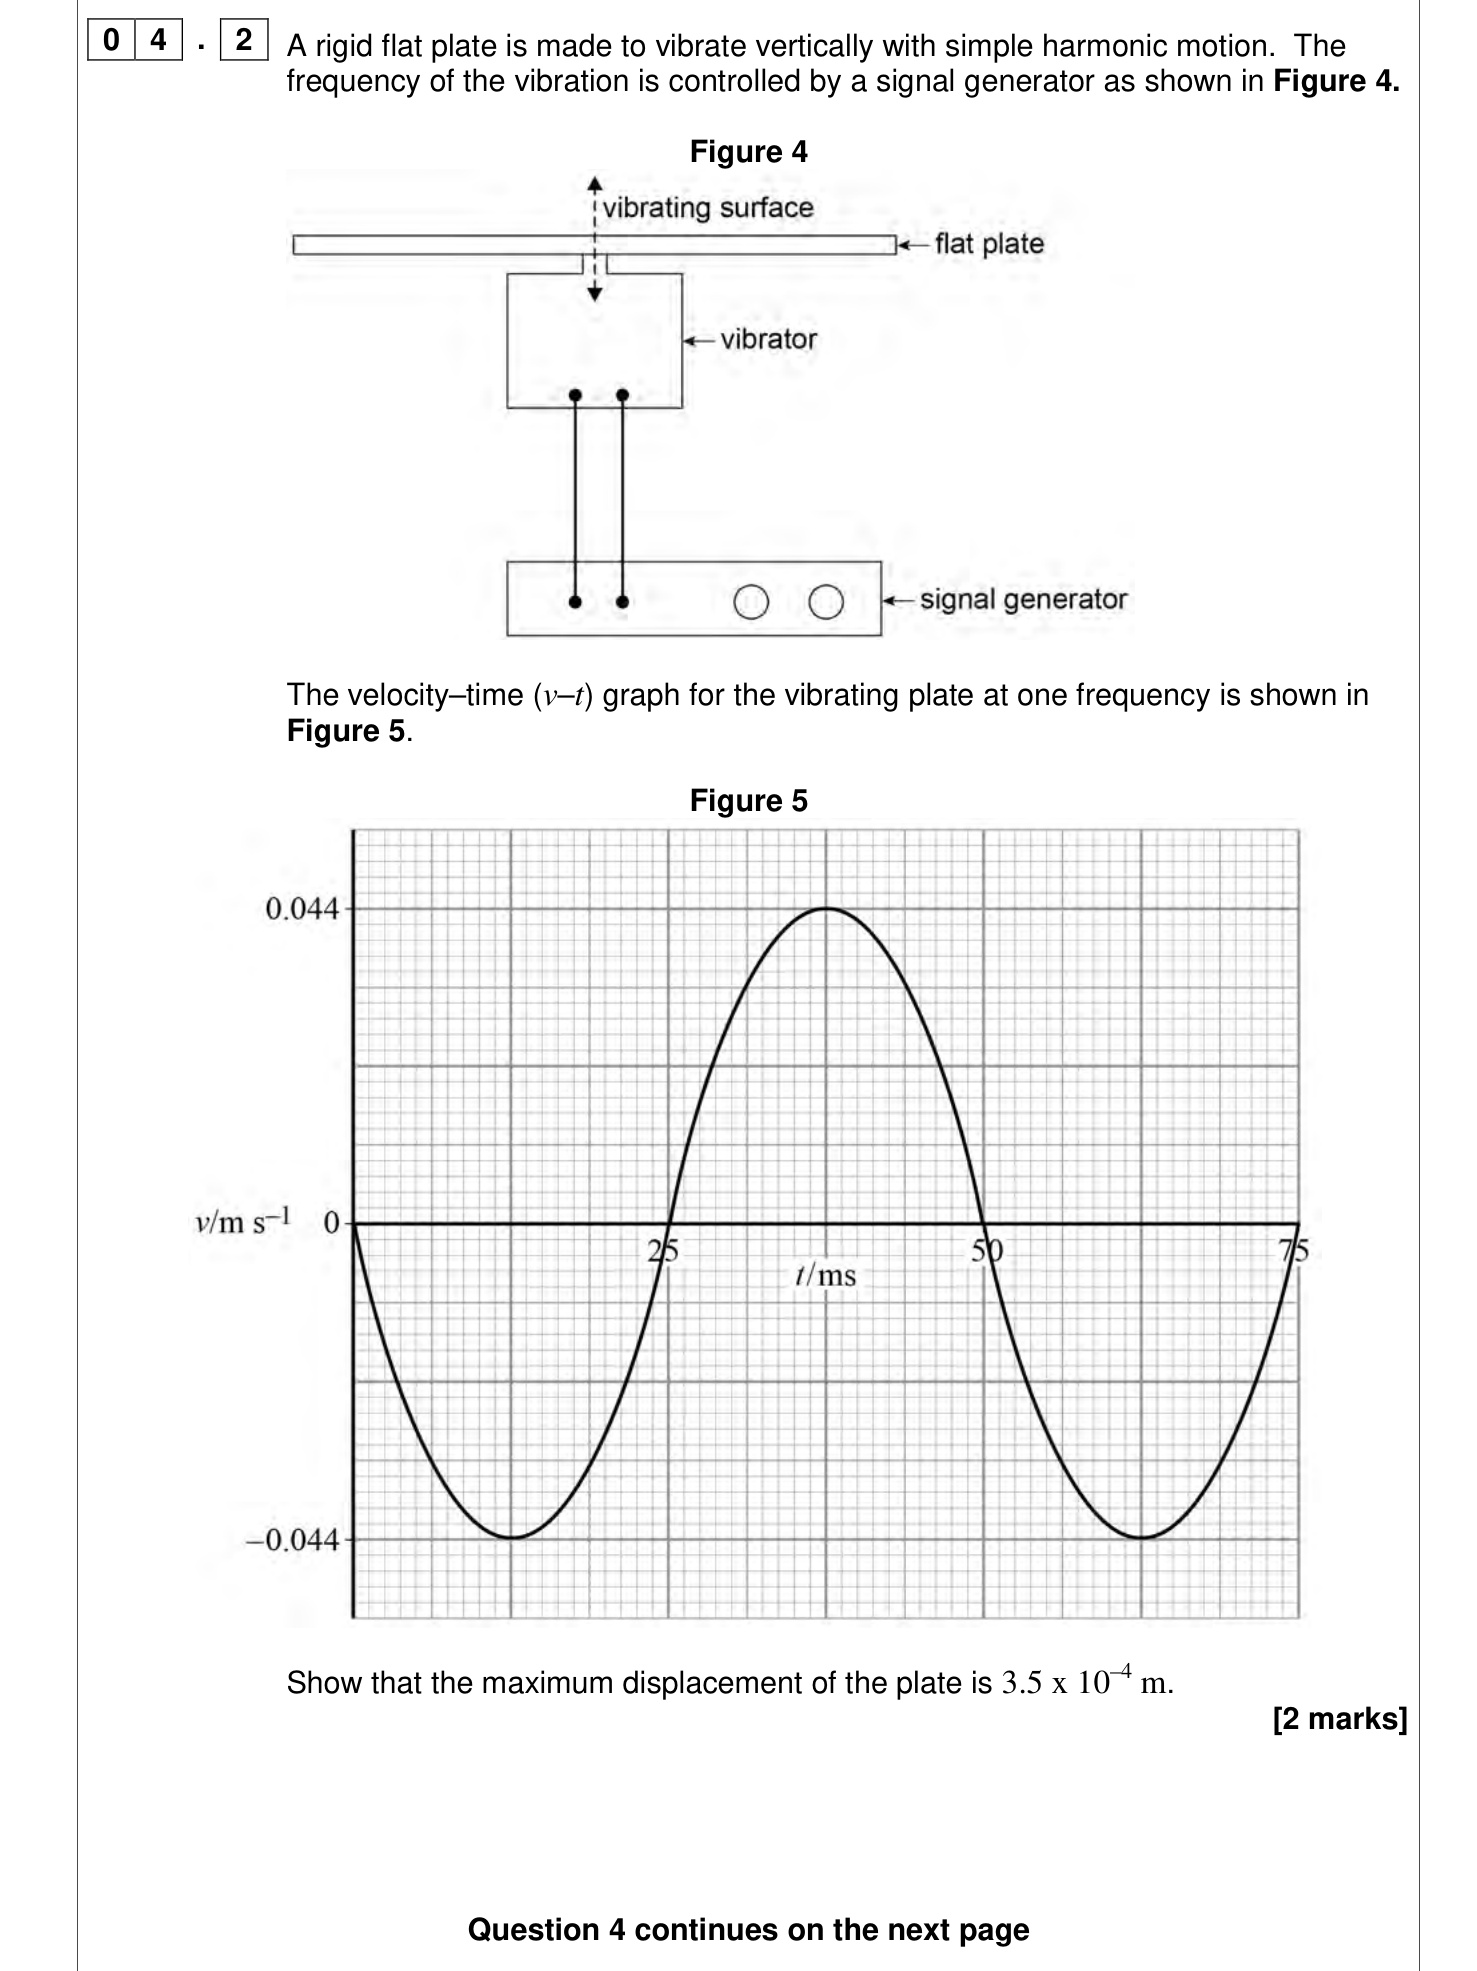 04.2 A rigid flat plate is made to vibrate vertically with simple harmonic motion. The
frequency of the vibration is controlled by a signal generator as shown in Figure 4.
Figure 4
vibrating surface
flat plate
vibrator
signal generator
The velocity–time (v–t) graph for the vibrating plate at one frequency is shown in
Figure 5.
Figure 5
0.044
v/m s⁻¹ 0
25 50 75
t/ms
–0.044
Show that the maximum displacement of the plate is 3.5 x 10⁻⁴ m.
[2 marks]
Question 4 continues on the next page